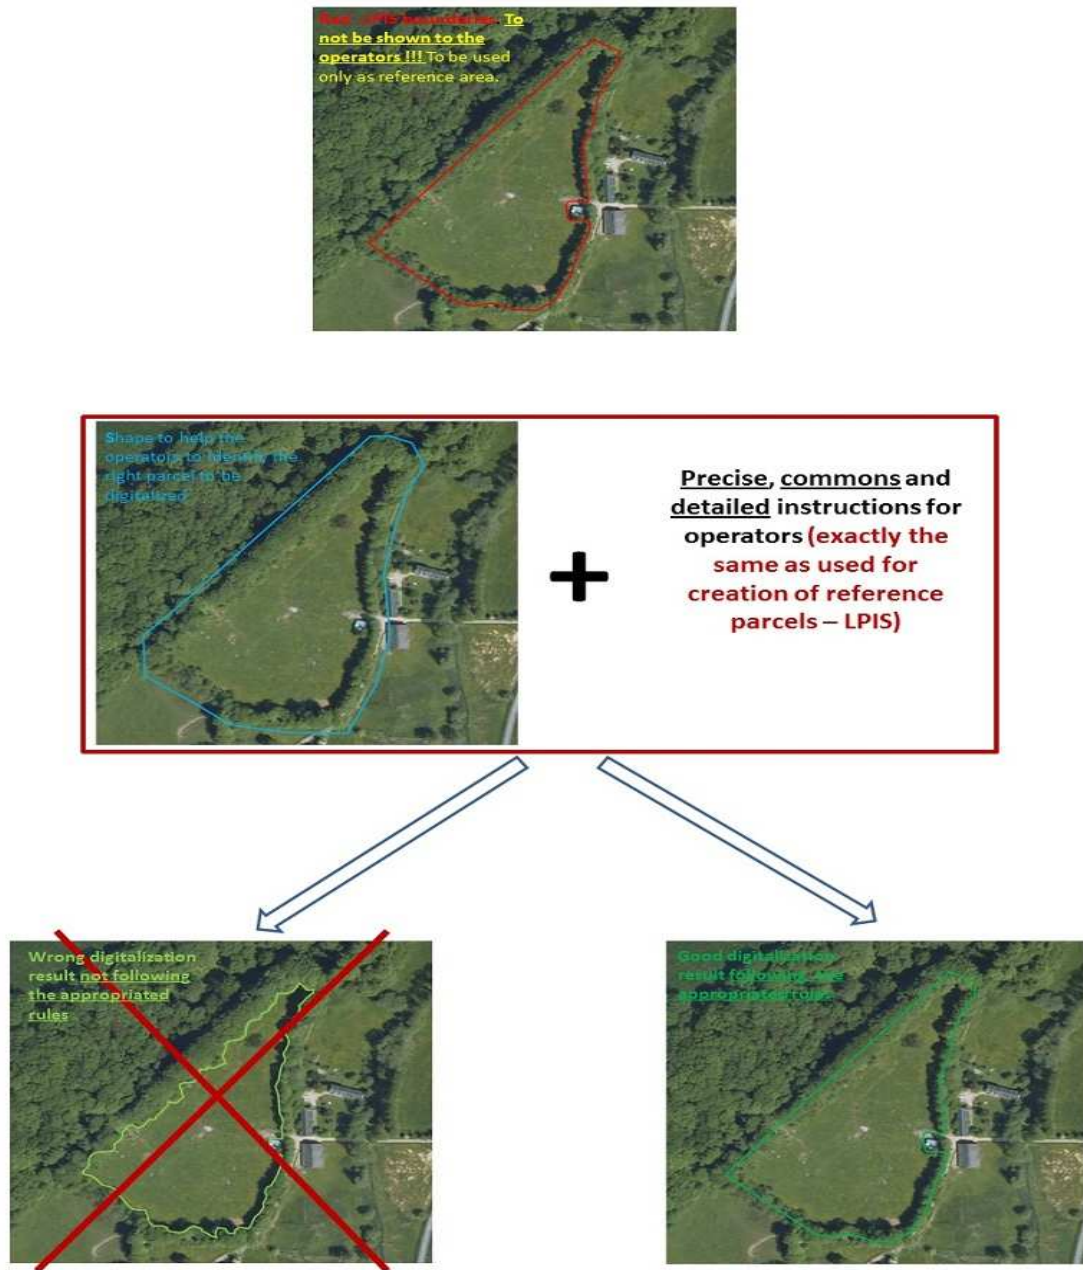 Red: LPIS boundaries. To
not be shown to the
operators !!! To be used
only as reference area.
Shape to help the
operators to identify the
right parcel to be
digitalized
Precise, commons and
detailed instructions for
operators (exactly the
same as used for
creation of reference
parcels – LPIS)
Wrong digitalization
result not following
the appropriated
rules
Good digitalization
result following the
appropriated rules